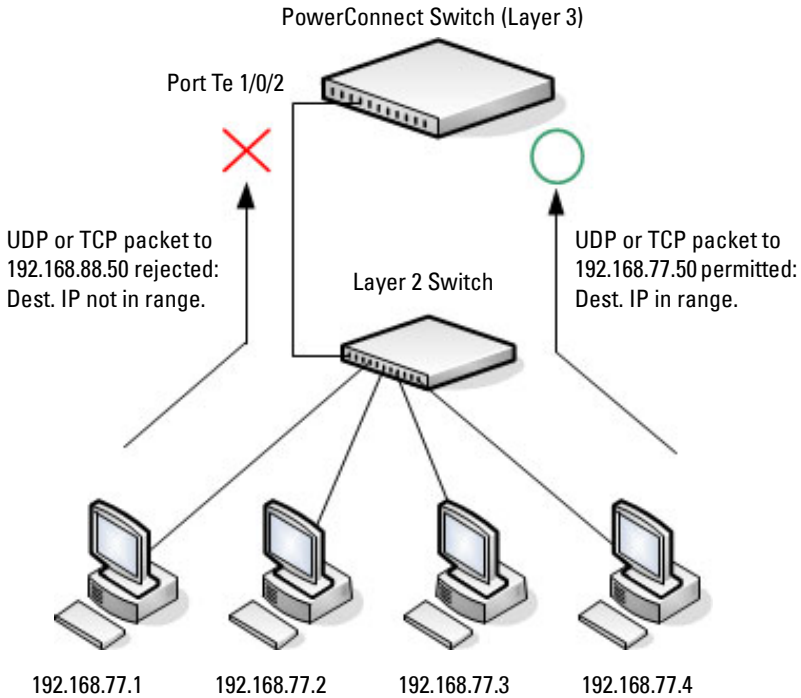 PowerConnect Switch (Layer 3)
Port Te 1/0/2
UDP or TCP packet to
192.168.88.50 rejected:
Dest. IP not in range.
UDP or TCP packet to
192.168.77.50 permitted:
Dest. IP in range.
Layer 2 Switch
192.168.77.1
192.168.77.2
192.168.77.3
192.168.77.4